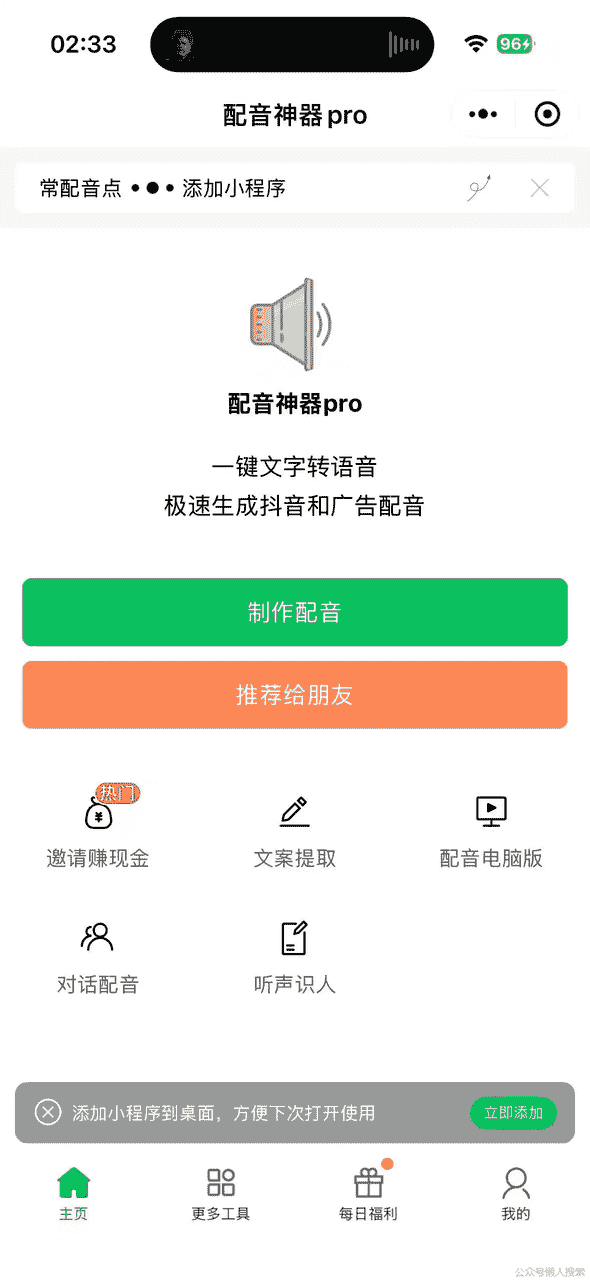 02:33
96
配音神器pro
常配音点 ••• 添加小程序
配音神器pro
一键文字转语音
极速生成抖音和广告配音
制作配音
推荐给朋友
热门
邀请赚现金
文案提取
配音电脑版
对话配音
听声识人
添加小程序到桌面，方便下次打开使用
立即添加
主页
更多工具
每日福利
我的
公众号懒人搜索